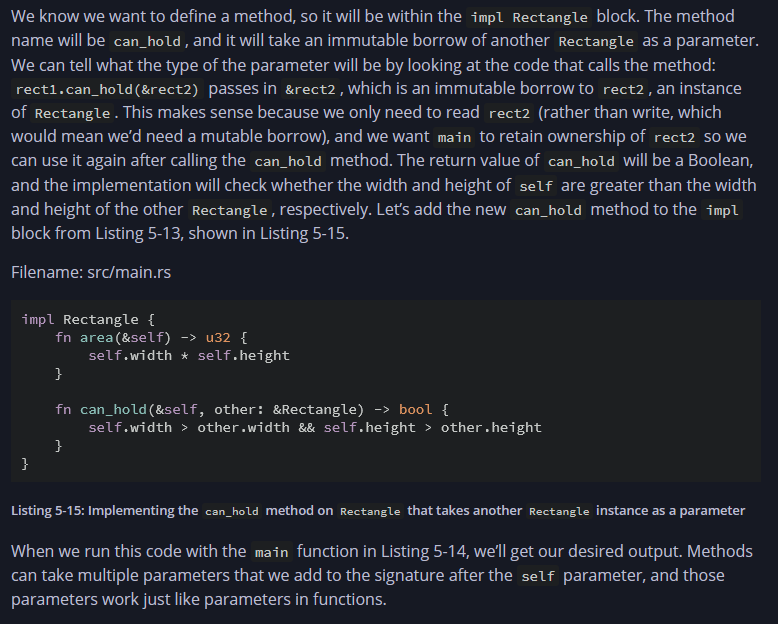 We know we want to define a method, so it will be within the impl Rectangle block. The method
name will be can_hold, and it will take an immutable borrow of another Rectangle as a parameter.
We can tell what the type of the parameter will be by looking at the code that calls the method:
rect1.can_hold(&rect2) passes in &rect2, which is an immutable borrow to rect2, an instance
of Rectangle. This makes sense because we only need to read rect2 (rather than write, which
would mean we’d need a mutable borrow), and we want main to retain ownership of rect2 so we
can use it again after calling the can_hold method. The return value of can_hold will be a Boolean,
and the implementation will check whether the width and height of self are greater than the width
and height of the other Rectangle, respectively. Let’s add the new can_hold method to the impl
block from Listing 5-13, shown in Listing 5-15.
Filename: src/main.rs
impl Rectangle {
    fn area(&self) -> u32 {
        self.width * self.height
    }

    fn can_hold(&self, other: &Rectangle) -> bool {
        self.width > other.width && self.height > other.height
    }
}
Listing 5-15: Implementing the can_hold method on Rectangle that takes another Rectangle instance as a parameter
When we run this code with the main function in Listing 5-14, we’ll get our desired output. Methods
can take multiple parameters that we add to the signature after the self parameter, and those
parameters work just like parameters in functions.